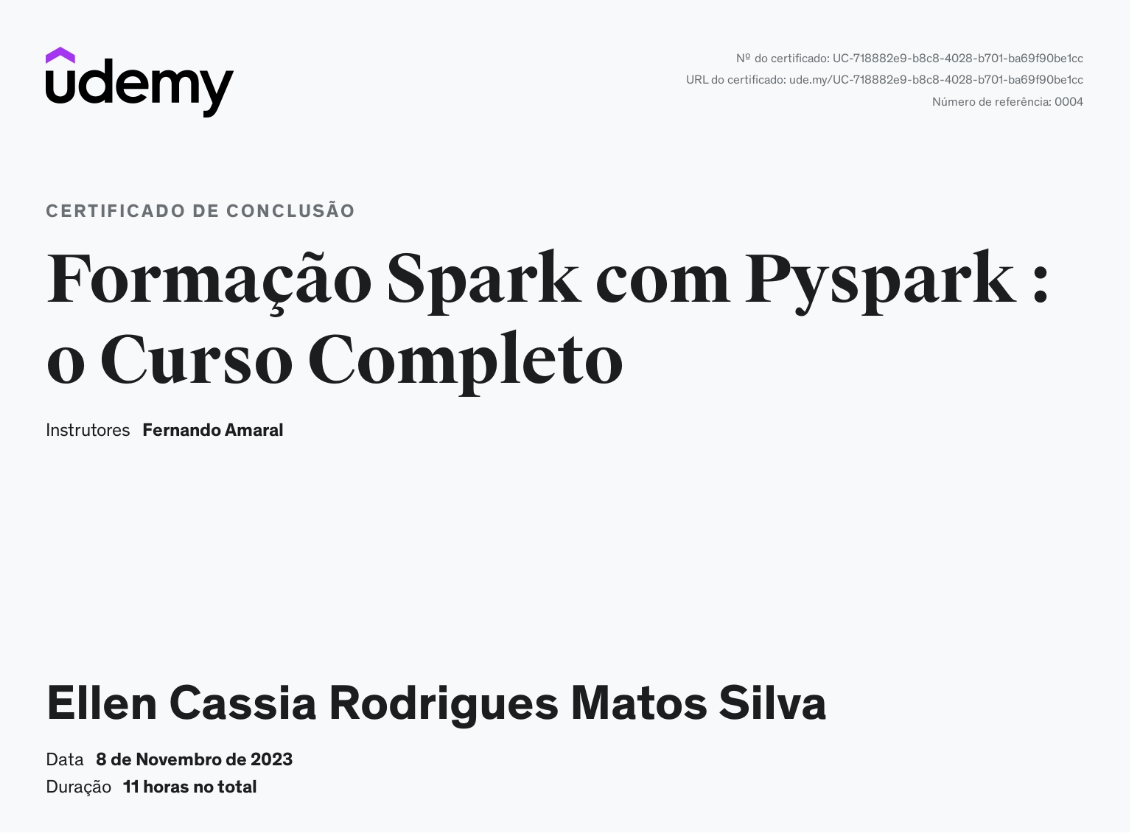 udemy
Nº do certificado: UC-718882e9-b8c8-4028-b701-ba69f90be1cc
URL do certificado: ude.my/UC-718882e9-b8c8-4028-b701-ba69f90be1cc
Número de referência: 0004
CERTIFICADO DE CONCLUSÃO
Formação Spark com Pyspark :
o Curso Completo
Instrutores Fernando Amaral
Ellen Cassia Rodrigues Matos Silva
Data 8 de Novembro de 2023
Duração 11 horas no total